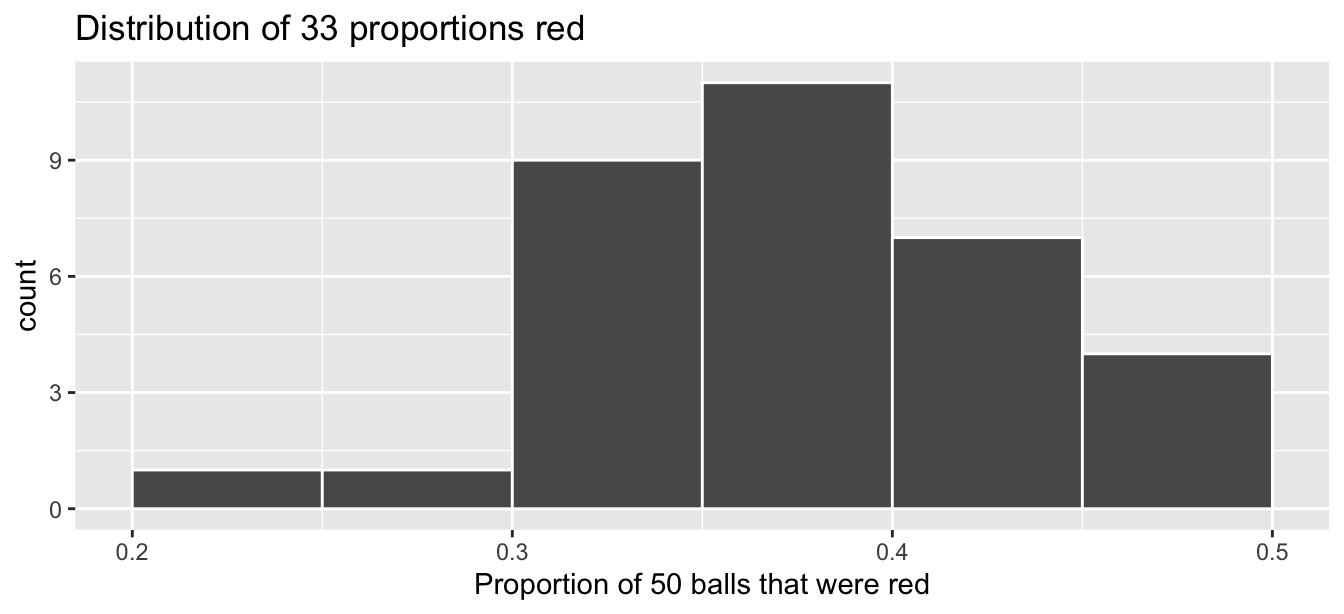 Distribution of 33 proportions red
count
9
6
3
0
0.2 0.3 0.4 0.5
Proportion of 50 balls that were red